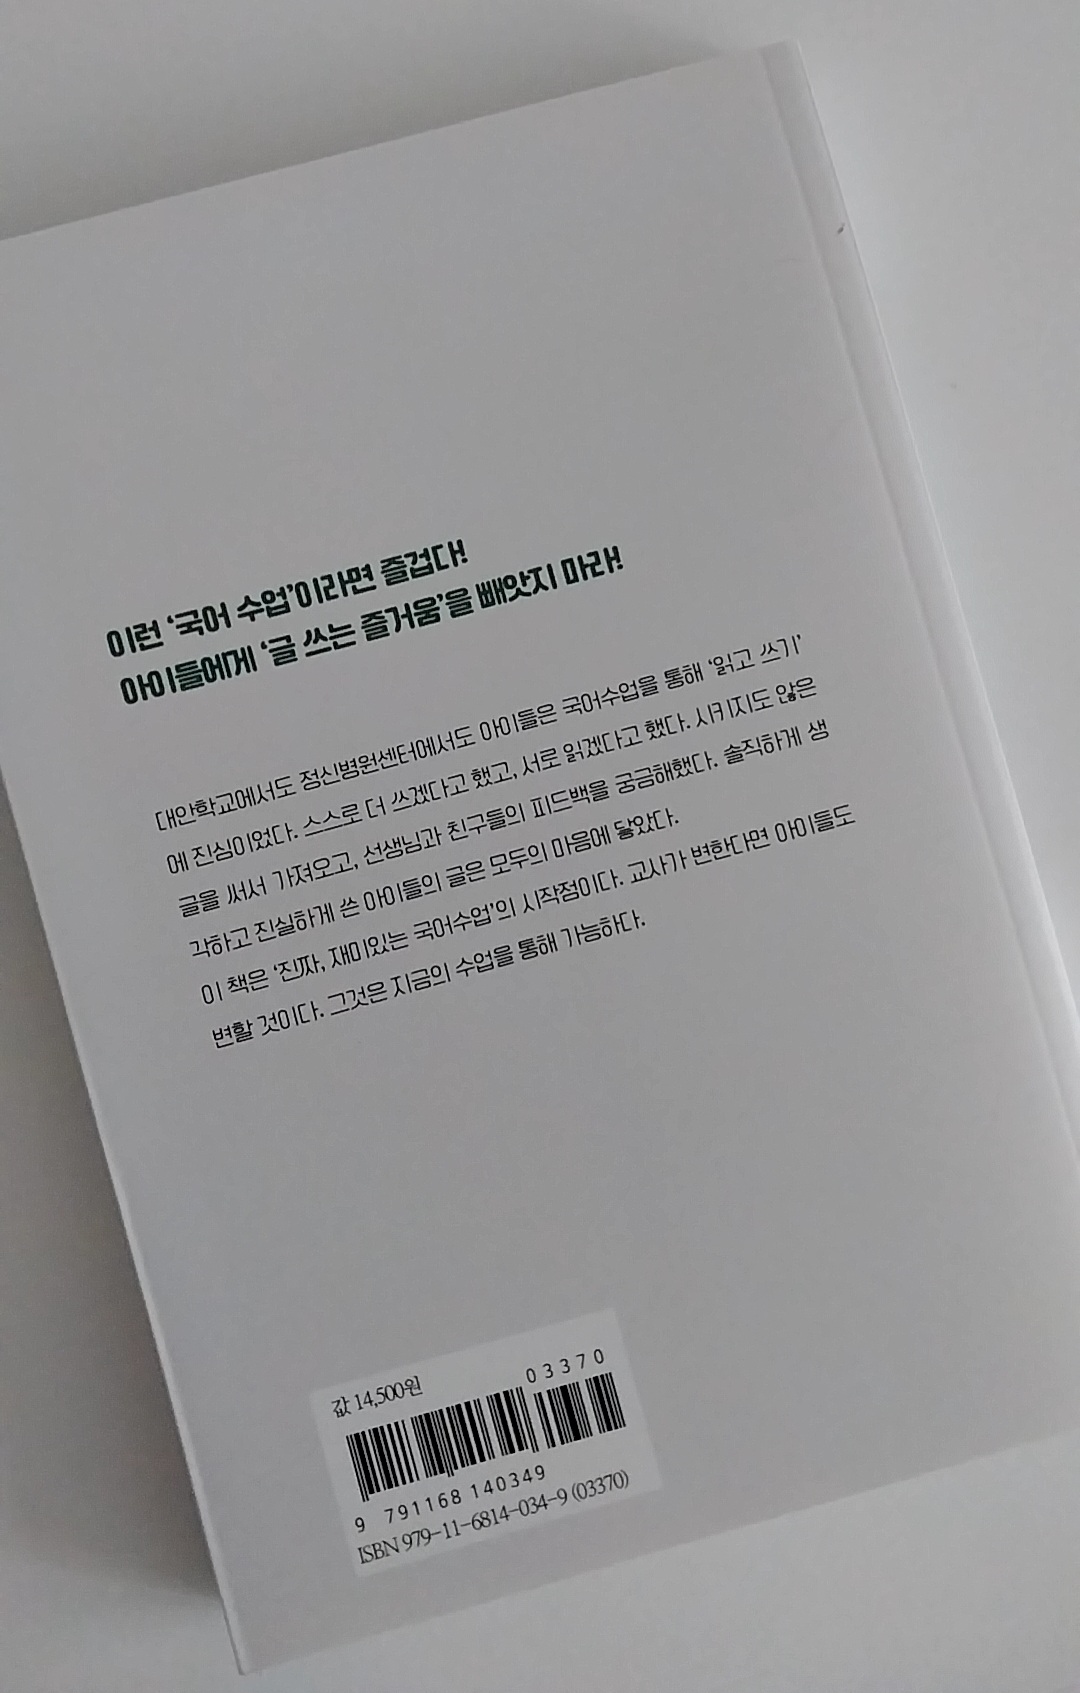 이런 ‘국어 수업’이라면 즐겁다!
아이들에게 ‘글 쓰는 즐거움’을 빼앗지 마라!
대안학교에서도 정신병원센터에서도 아이들은 국어수업을 통해 ‘읽고 쓰기’
에 진심이었다. 스스로 더 쓰겠다고 했고, 서로 읽겠다고 했다. 시키지도 않은
글을 써서 가져오고, 선생님과 친구들의 피드백을 궁금해했다. 솔직하게 생
각하고 진실하게 쓴 아이들의 글은 모두의 마음에 닿았다.
이 책은 ‘진짜, 재미있는 국어수업’의 시작점이다. 교사가 변한다면 아이들도
변할 것이다. 그것은 지금의 수업을 통해 가능하다.
값 14,500원
03370
9 791168 140349
ISBN 979-11-6814-034-9 (03370)